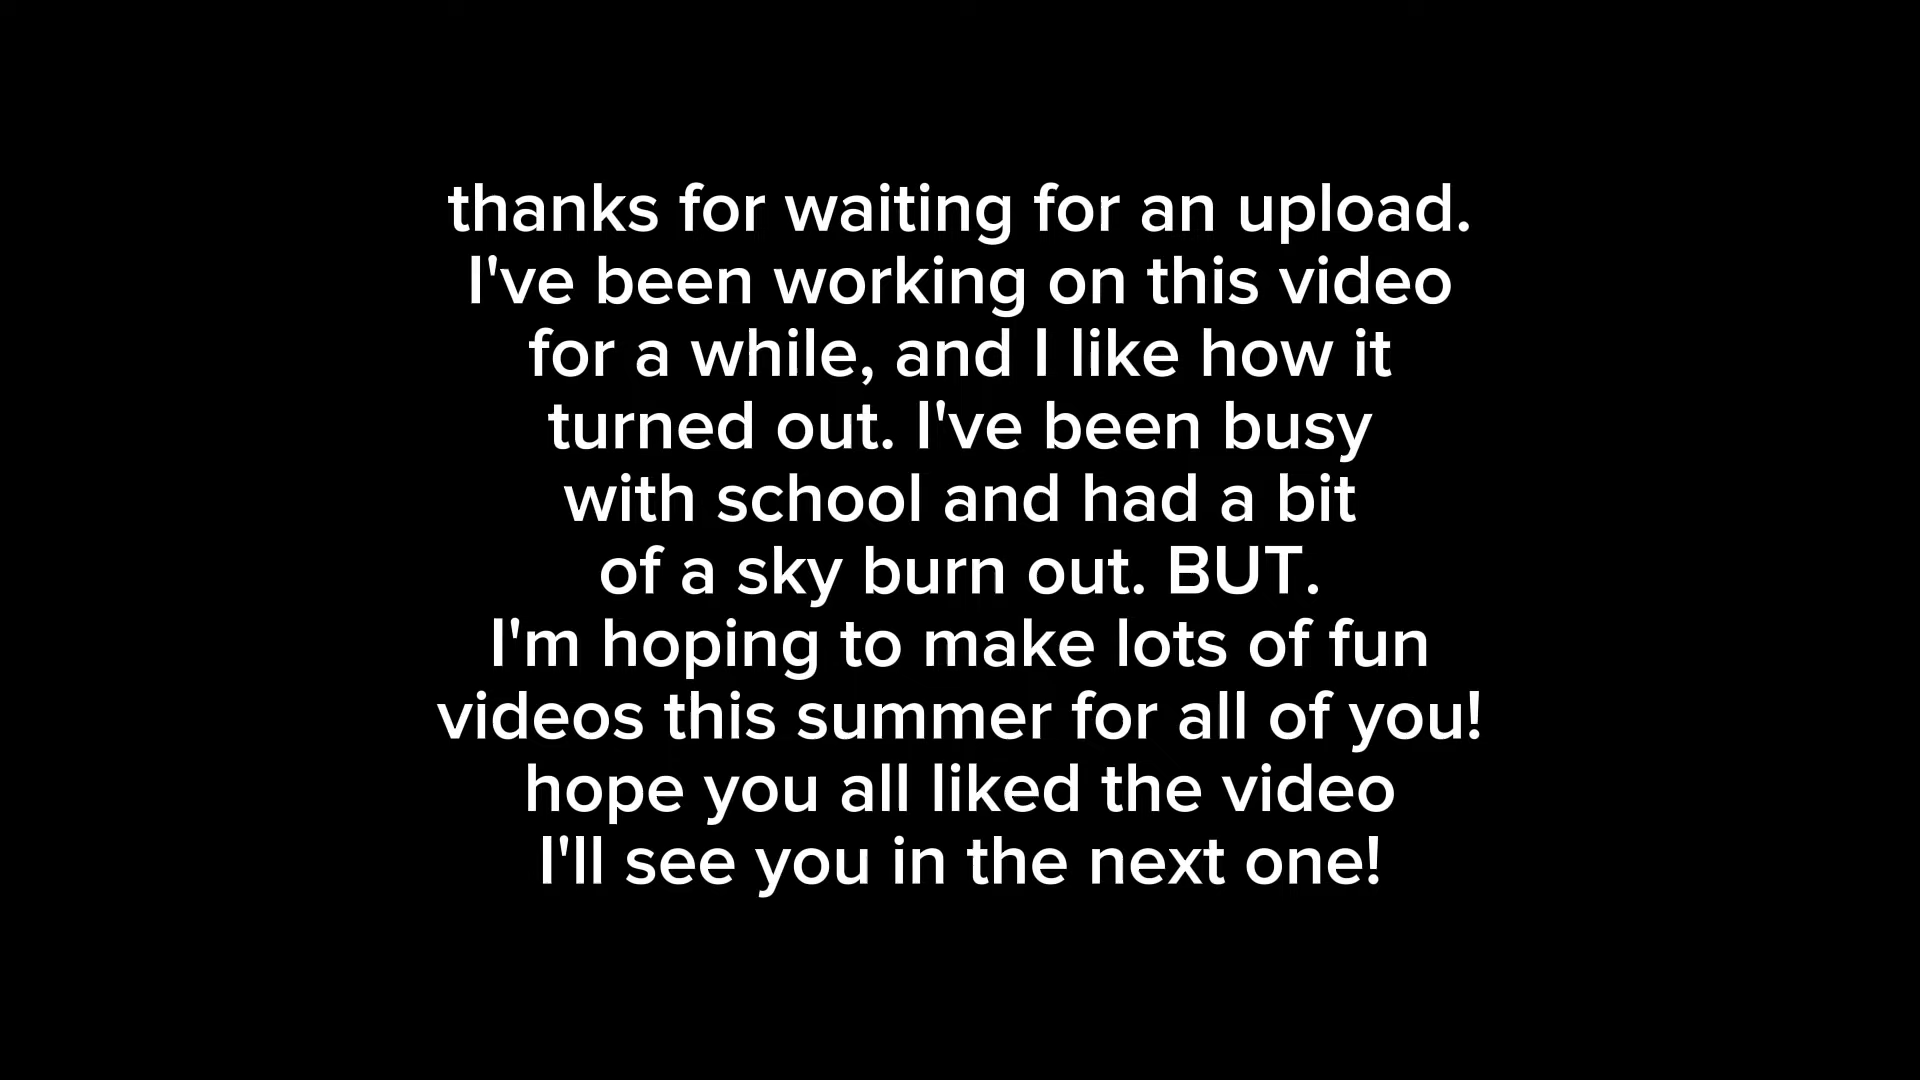 thanks for waiting for an upload.
I've been working on this video
for a while, and I like how it
turned out. I've been busy
with school and had a bit
of a sky burn out. BUT.
I'm hoping to make lots of fun
videos this summer for all of you!
hope you all liked the video
I'll see you in the next one!